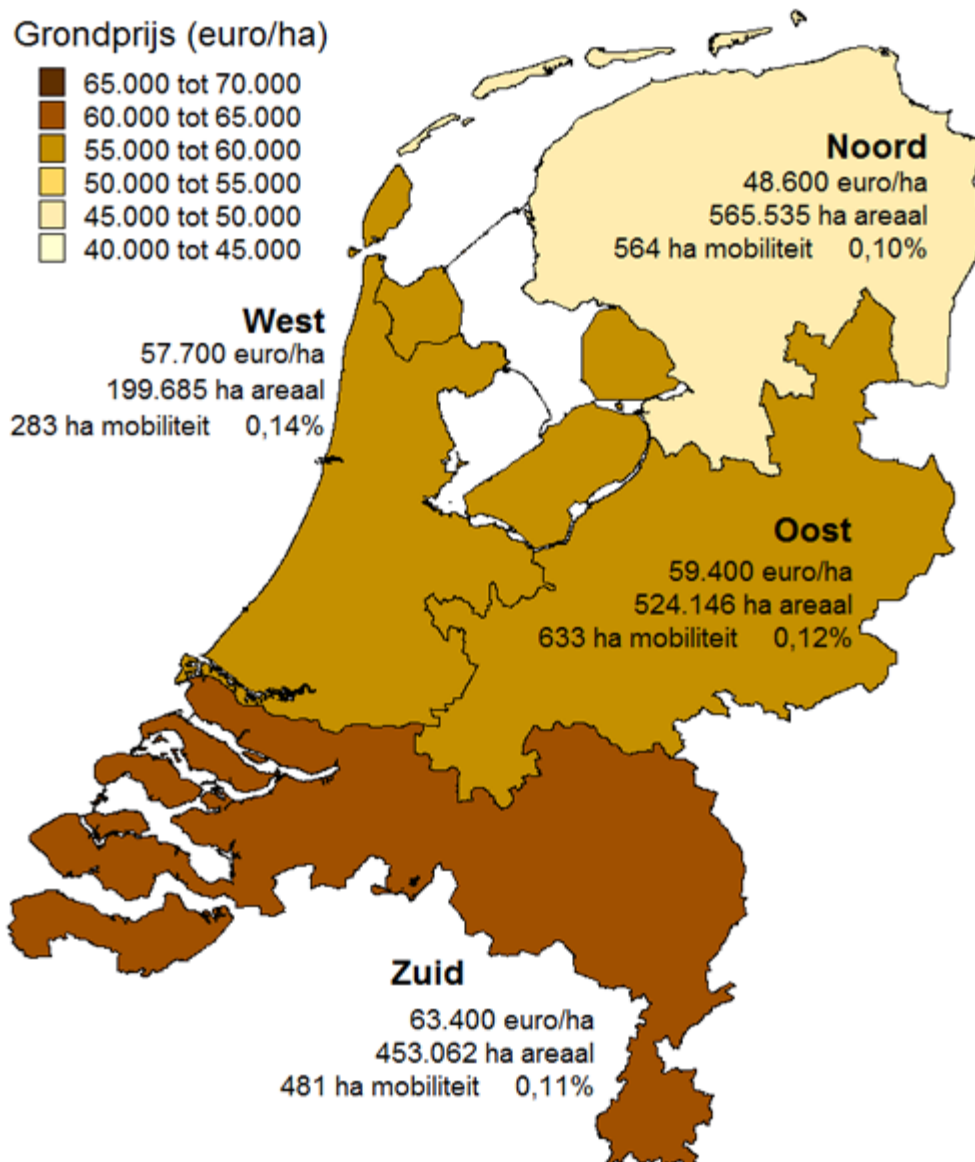 Grondprijs (euro/ha)
65.000 tot 70.000
60.000 tot 65.000
55.000 tot 60.000
50.000 tot 55.000
45.000 tot 50.000
40.000 tot 45.000
Noord
48.600 euro/ha
565.535 ha areaal
564 ha mobiliteit 0,10%
West
57.700 euro/ha
199.685 ha areaal
283 ha mobiliteit 0,14%
Oost
59.400 euro/ha
524.146 ha areaal
633 ha mobiliteit 0,12%
Zuid
63.400 euro/ha
453.062 ha areaal
481 ha mobiliteit 0,11%